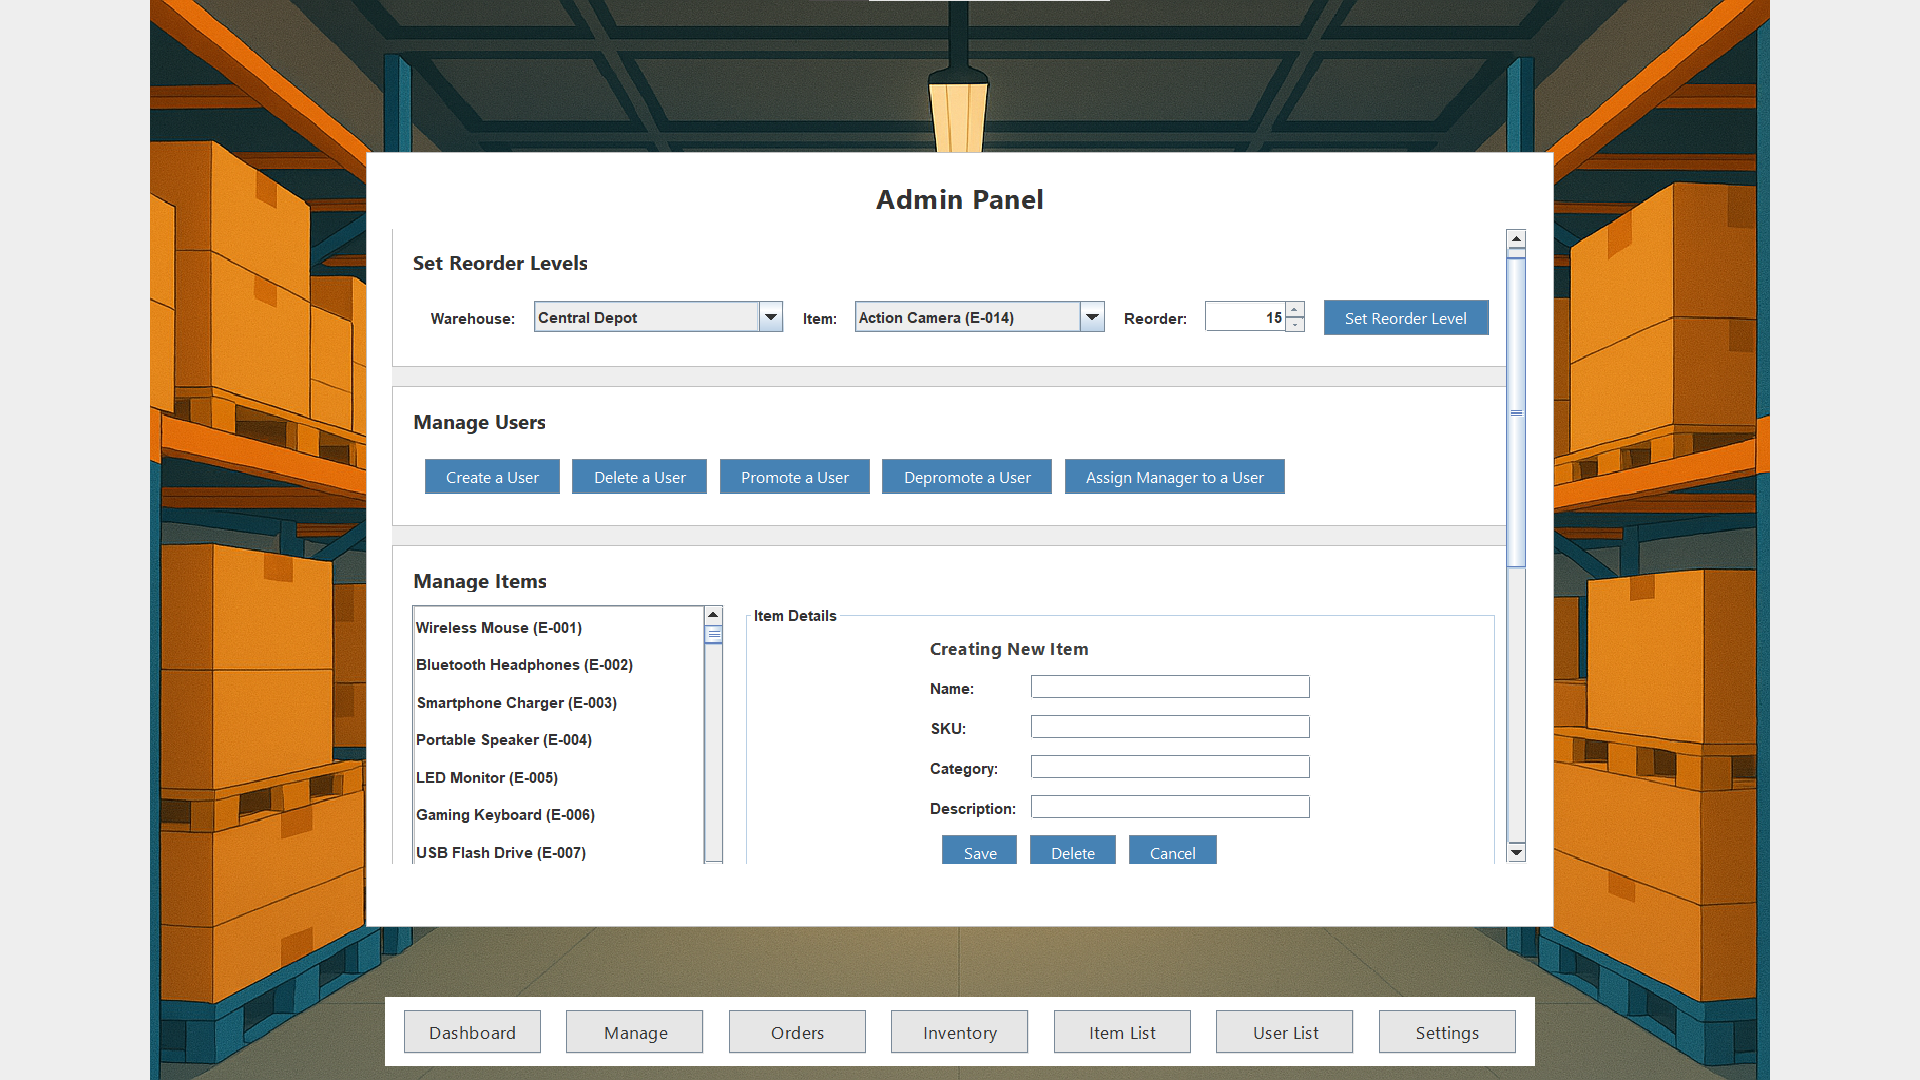 Admin Panel
Set Reorder Levels
Warehouse: Central Depot Item: Action Camera (E-014) Reorder: 15 Set Reorder Level
Manage Users
Create a User Delete a User Promote a User Depromote a User Assign Manager to a User
Manage Items
Wireless Mouse (E-001)
Bluetooth Headphones (E-002)
Smartphone Charger (E-003)
Portable Speaker (E-004)
LED Monitor (E-005)
Gaming Keyboard (E-006)
USB Flash Drive (E-007)
Item Details
Creating New Item
Name:
SKU:
Category:
Description:
Save Delete Cancel
Dashboard Manage Orders Inventory Item List User List Settings